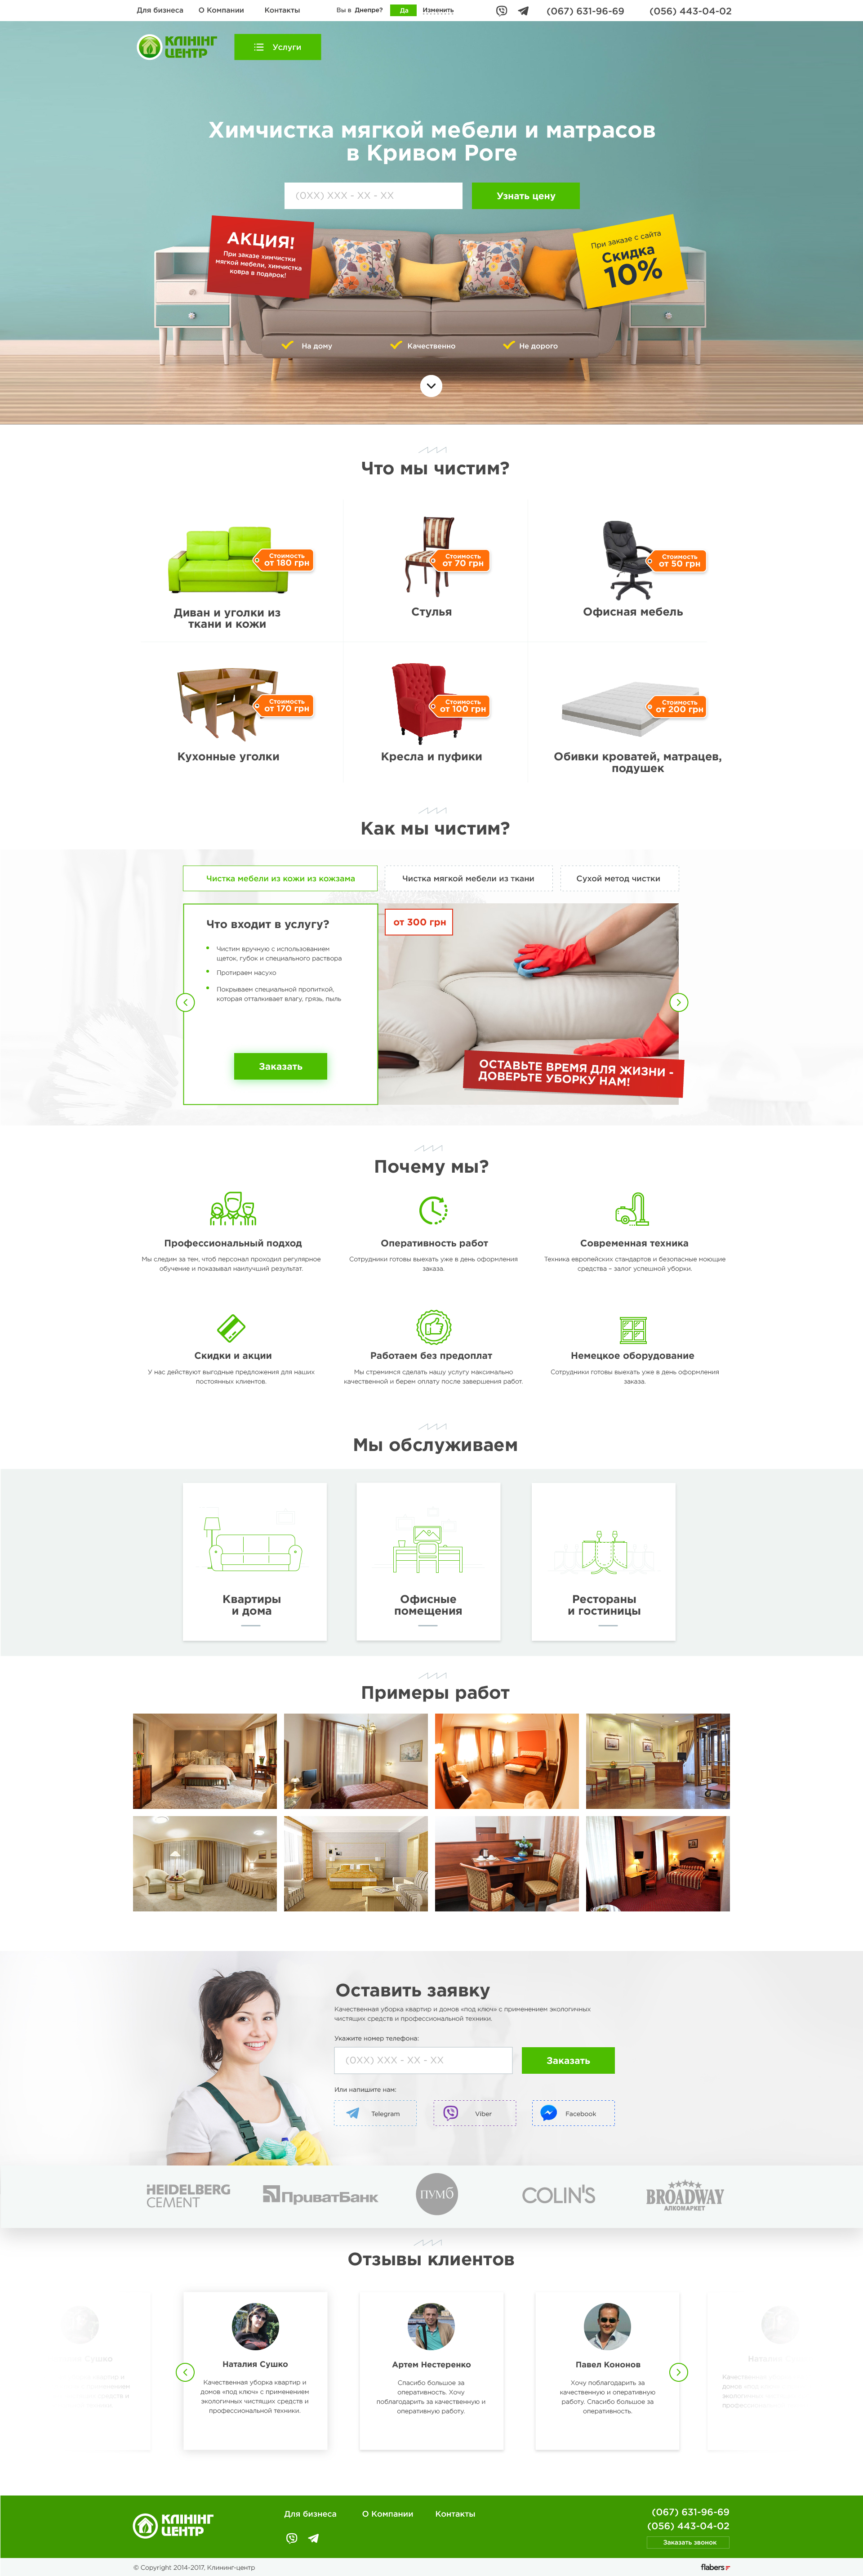 Для бизнеса О Компании Контакты Вы в Днепре? Да Изменить (067) 631-96-69 (056) 443-04-02
КЛІНІНГ
ЦЕНТР
Услуги
Химчистка мягкой мебели и матрасов
в Кривом Роге
(0XX) XXX - XX - XX Узнать цену
АКЦИЯ!
При заказе химчистки
мягкой мебели, химчистка
ковра в подарок!
При заказе с сайта
Скидка
10%
На дому Качественно Не дорого
Что мы чистим?
Стоимость
от 180 грн
Диван и уголки из
ткани и кожи
Стоимость
от 70 грн
Стулья
Стоимость
от 50 грн
Офисная мебель
Стоимость
от 170 грн
Кухонные уголки
Стоимость
от 100 грн
Кресла и пуфики
Стоимость
от 200 грн
Обивки кроватей, матрацев,
подушек
Как мы чистим?
Чистка мебели из кожи из кожзама Чистка мягкой мебели из ткани Сухой метод чистки
Что входит в услугу?
Чистим вручную с использованием
щеток, губок и специального раствора
Протираем насухо
Покрываем специальной пропиткой,
которая отталкивает влагу, грязь, пыль
Заказать
от 300 грн
ОСТАВЬТЕ ВРЕМЯ ДЛЯ ЖИЗНИ -
ДОВЕРЬТЕ УБОРКУ НАМ!
Почему мы?
Профессиональный подход
Мы следим за тем, чтоб персонал проходил регулярное
обучение и показывал наилучший результат.
Оперативность работ
Сотрудники готовы выехать уже в день оформления
заказа.
Современная техника
Техника европейских стандартов и безопасные моющие
средства – залог успешной уборки.
Скидки и акции
У нас действуют выгодные предложения для наших
постоянных клиентов.
Работаем без предоплат
Мы стремимся сделать нашу услугу максимально
качественной и берем оплату после завершения работ.
Немецкое оборудование
Сотрудники готовы выехать уже в день оформления
заказа.
Мы обслуживаем
Квартиры
и дома
Офисные
помещения
Рестораны
и гостиницы
Примеры работ
Оставить заявку
Качественная уборка квартир и домов «под ключ» с применением экологичных
чистящих средств и профессиональной техники.
Укажите номер телефона:
(0XX) XXX - XX - XX Заказать
Или напишите нам:
Telegram Viber Facebook
HEIDELBERG
CEMENT
ПриватБанк
ПУМБ
COLIN'S
BROADWAY
АЛКОМАРКЕТ
Отзывы клиентов
Наталия Сушко
Качественная уборка квартир и
домов «под ключ» с применением
экологичных чистящих средств и
профессиональной техники.
Артем Нестеренко
Спасибо большое за
оперативность. Хочу
поблагодарить за качественную и
оперативную работу.
Павел Кононов
Хочу поблагодарить за
качественную и оперативную
работу. Спасибо большое за
оперативность.
КЛІНІНГ
ЦЕНТР
Для бизнеса О Компании Контакты
(067) 631-96-69
(056) 443-04-02
Заказать звонок
© Copyright 2014-2017, Клининг-центр
flabers